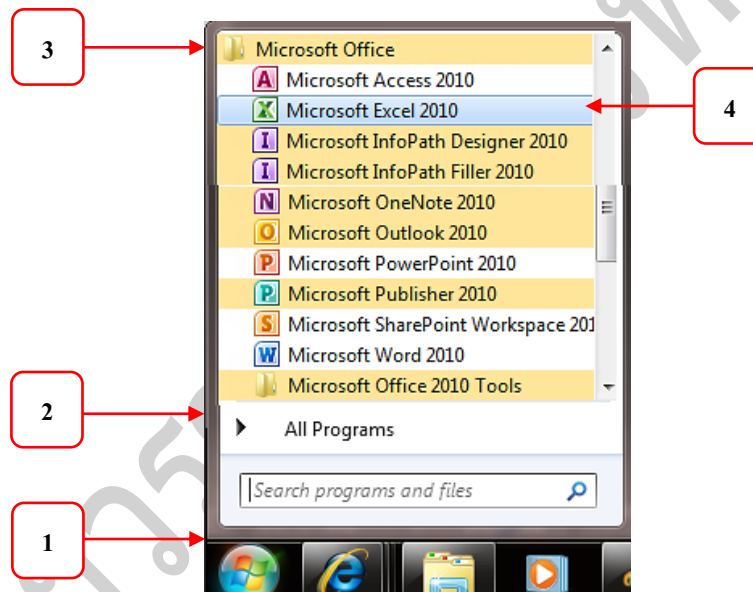 3
Microsoft Office
Microsoft Access 2010
4
Microsoft Excel 2010
Microsoft InfoPath Designer 2010
Microsoft InfoPath Filler 2010
Microsoft OneNote 2010
Microsoft Outlook 2010
Microsoft PowerPoint 2010
Microsoft Publisher 2010
Microsoft SharePoint Workspace 201
Microsoft Word 2010
Microsoft Office 2010 Tools
2
All Programs
Search programs and files
1